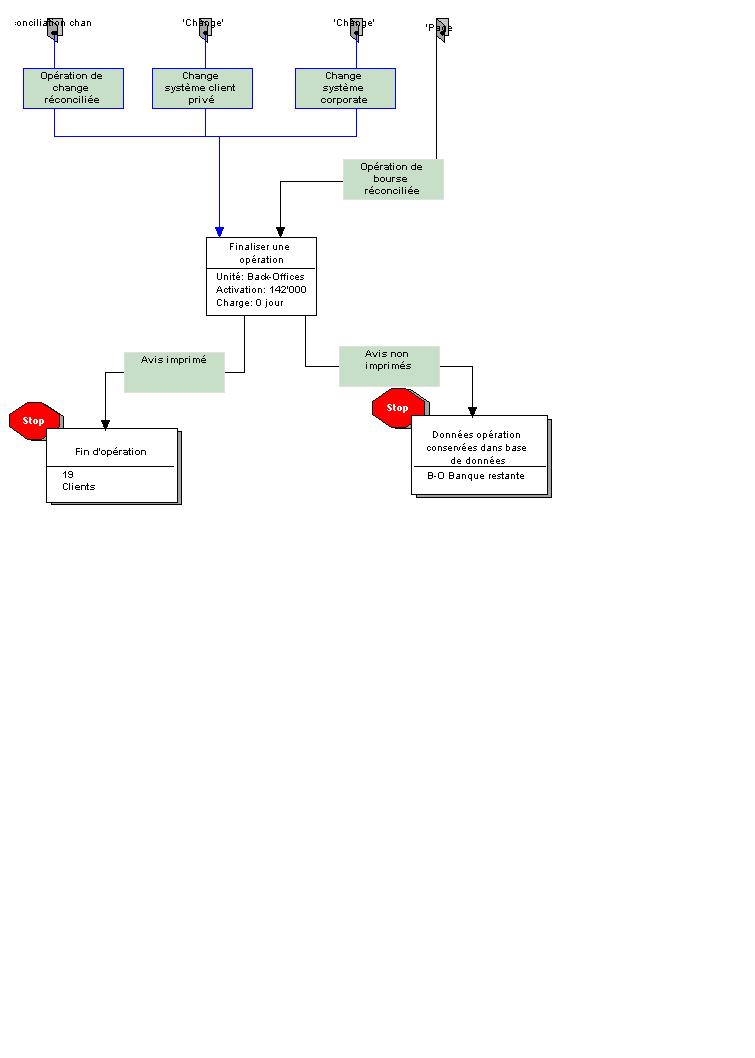 conciliation chan
'Change'
'Change'
'Page
Opération de
change
réconciliée
Change
système client
privé
Change
système
corporate
Opération de
bourse
réconciliée
Finaliser une
opération
Unité: Back-Offices
Activation: 142'000
Charge: 0 jour
Avis imprimé
Avis non
imprimés
Stop
Fin d'opération
19
Clients
Stop
Données opération
conservées dans base
de données
B-O Banque restante